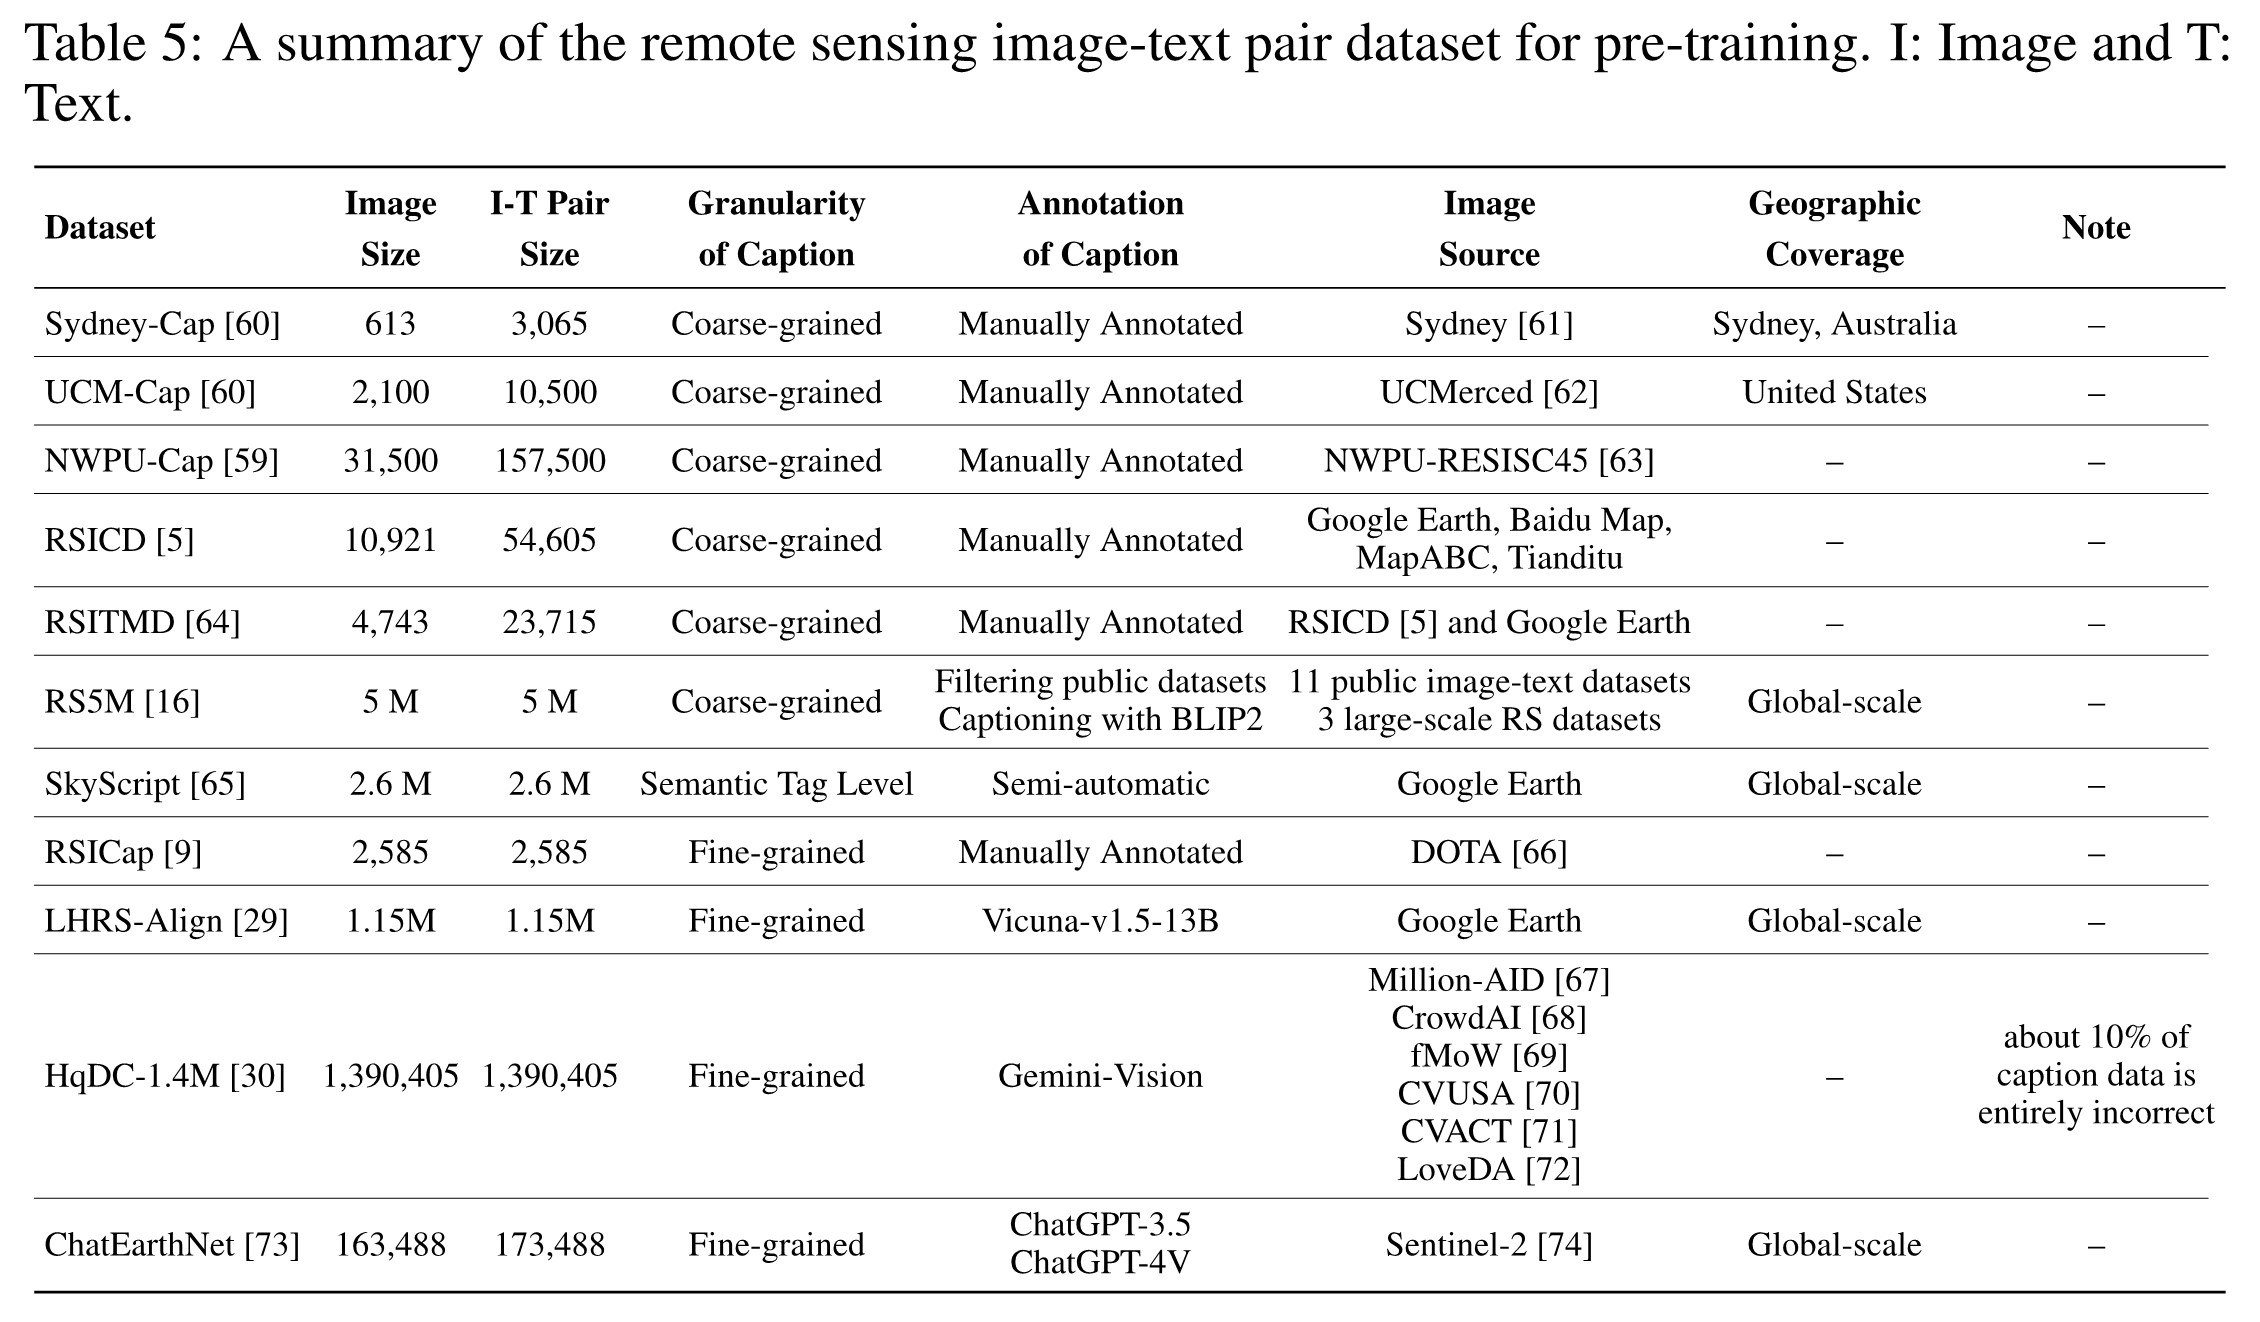 Table 5: A summary of the remote sensing image-text pair dataset for pre-training. I: Image and T:
Text.
Dataset Image Size I-T Pair Size Granularity of Caption Annotation of Caption Image Source Geographic Coverage Note
Sydney-Cap [60] 613 3,065 Coarse-grained Manually Annotated Sydney [61] Sydney, Australia –
UCM-Cap [60] 2,100 10,500 Coarse-grained Manually Annotated UCMerced [62] United States –
NWPU-Cap [59] 31,500 157,500 Coarse-grained Manually Annotated NWPU-RESISC45 [63] – –
RSICD [5] 10,921 54,605 Coarse-grained Manually Annotated Google Earth, Baidu Map, MapABC, Tianditu – –
RSITMD [64] 4,743 23,715 Coarse-grained Manually Annotated RSICD [5] and Google Earth – –
RS5M [16] 5 M 5 M Coarse-grained Filtering public datasets Captioning with BLIP2 11 public image-text datasets 3 large-scale RS datasets Global-scale –
SkyScript [65] 2.6 M 2.6 M Semantic Tag Level Semi-automatic Google Earth Global-scale –
RSICap [9] 2,585 2,585 Fine-grained Manually Annotated DOTA [66] – –
LHRS-Align [29] 1.15M 1.15M Fine-grained Vicuna-v1.5-13B Google Earth Global-scale –
HqDC-1.4M [30] 1,390,405 1,390,405 Fine-grained Gemini-Vision Million-AID [67] CrowdAI [68] fMoW [69] CVUSA [70] CVACT [71] LoveDA [72] – about 10% of caption data is entirely incorrect
ChatEarthNet [73] 163,488 173,488 Fine-grained ChatGPT-3.5 ChatGPT-4V Sentinel-2 [74] Global-scale –